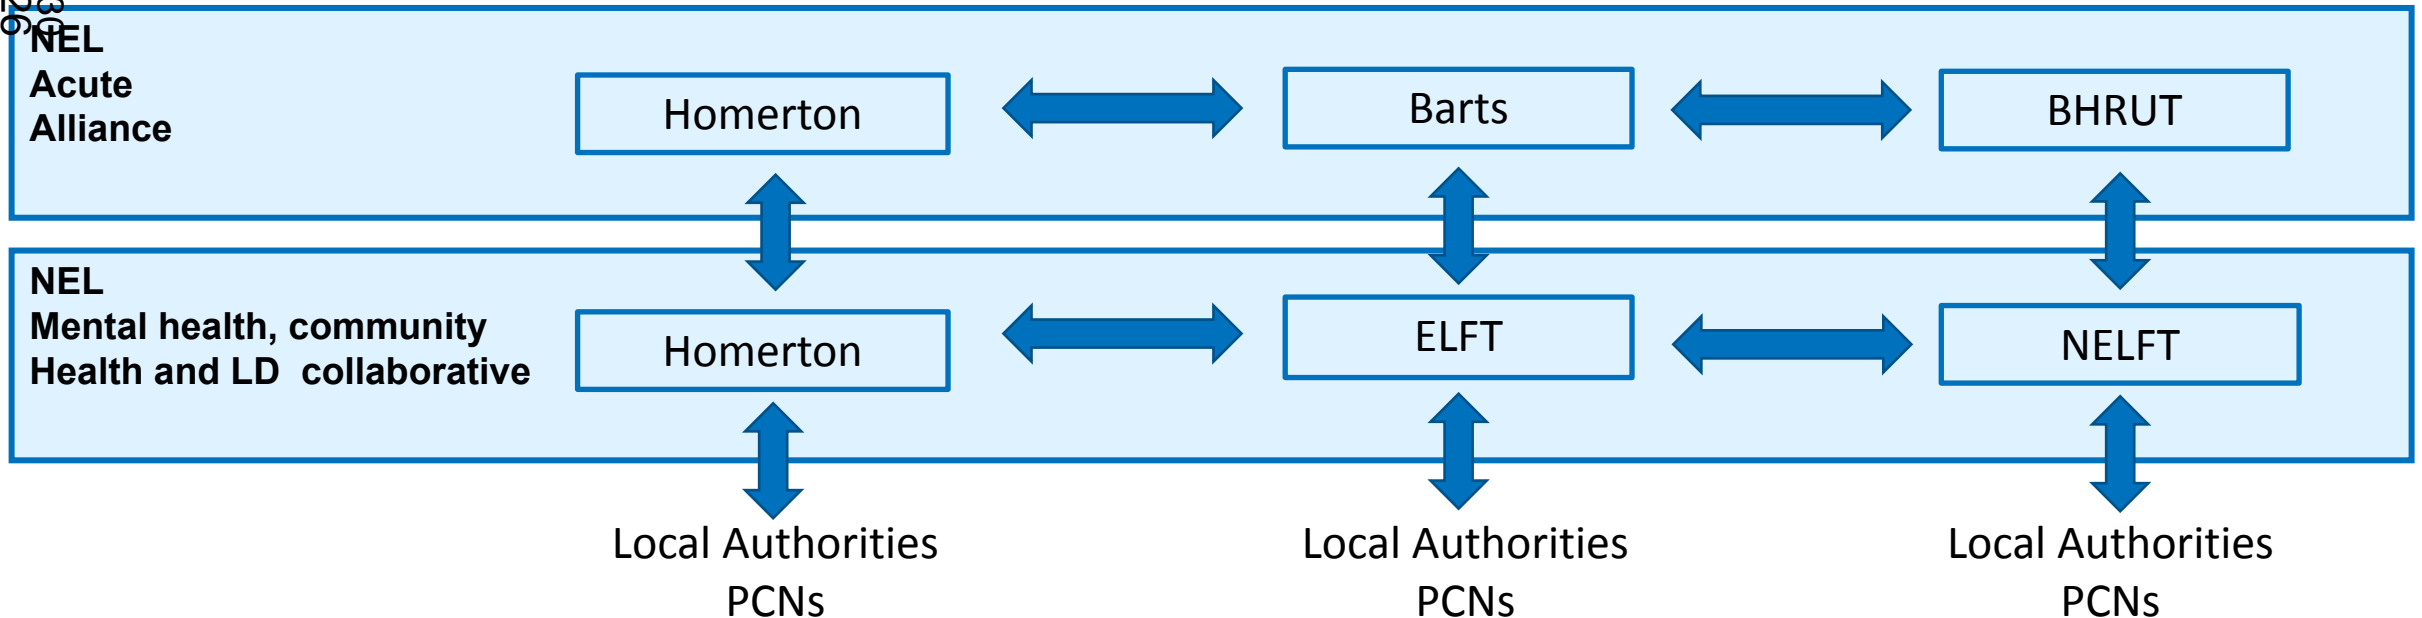 NEL
Acute
Alliance
Homerton
Barts
BHRUT
NEL
Mental health, community
Health and LD  collaborative
Homerton
ELFT
NELFT
Local Authorities
PCNs
Local Authorities
PCNs
Local Authorities
PCNs